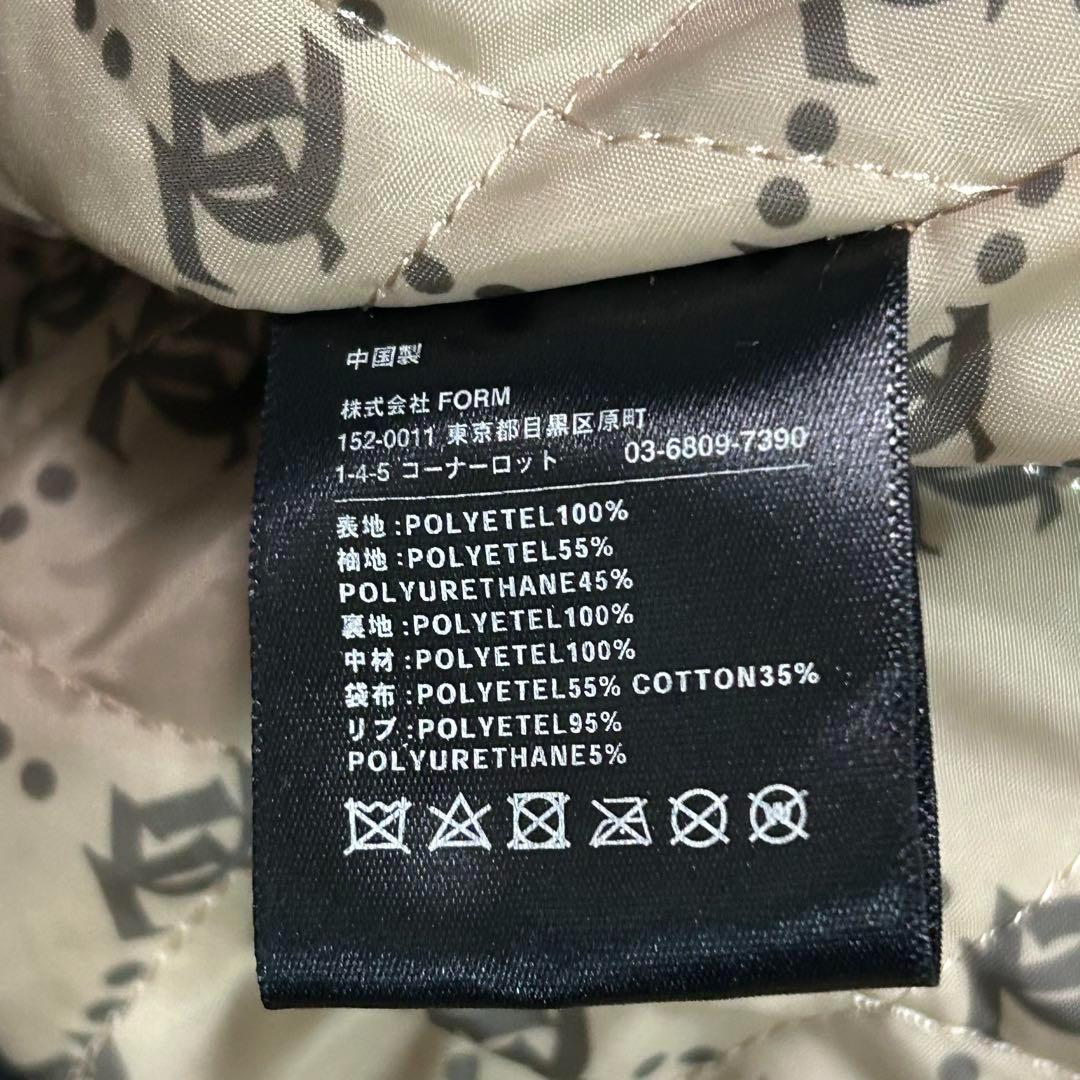 中国製
株式会社 FORM
152-0011 東京都目黒区原町
1-4-5 コーナーロット 03-6809-7390
表地:POLYETEL100%
袖地:POLYETEL55%
POLYURETHANE45%
裏地:POLYETEL100%
中材:POLYETEL100%
袋布:POLYETEL55% COTTON35%
リブ:POLYETEL95%
POLYURETHANE5%